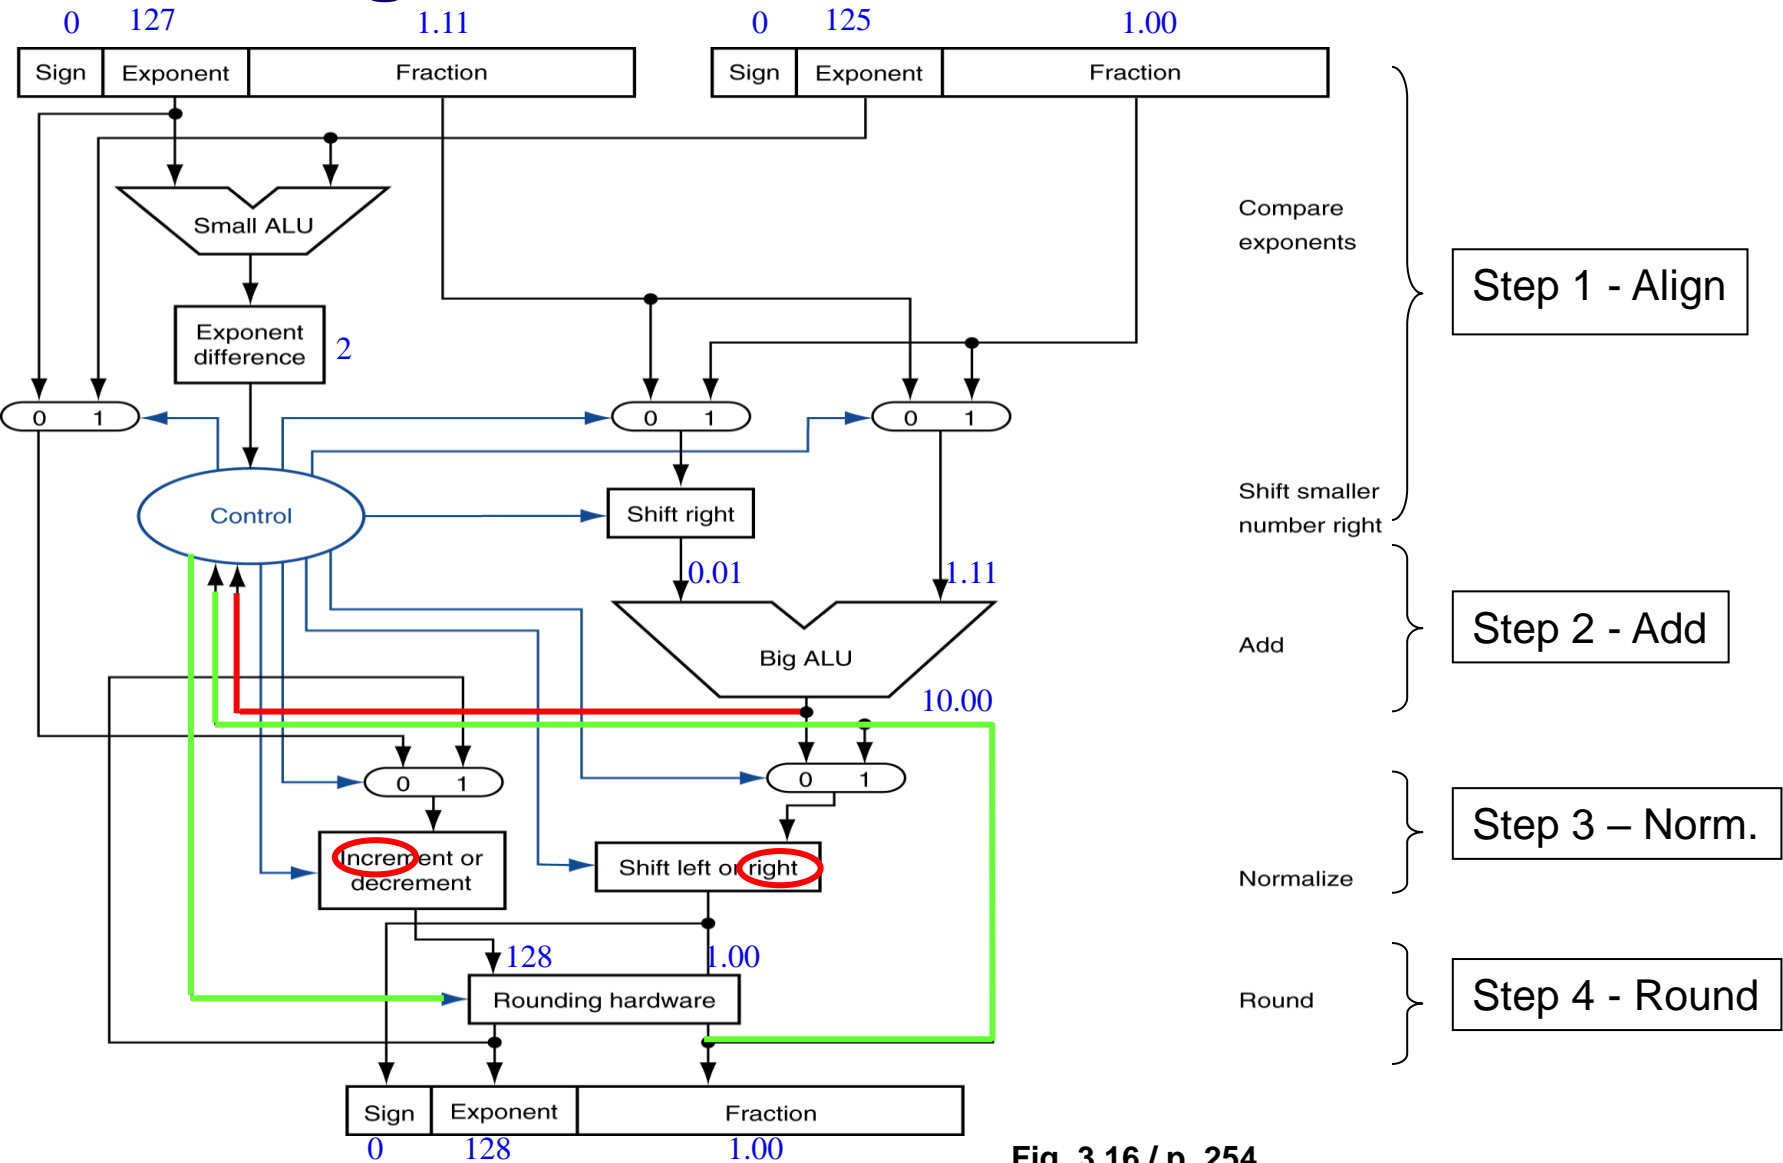 0 127 1.11 0 125 1.00
Sign Exponent Fraction Sign Exponent Fraction
Compare
exponents
Small ALU
Step 1 - Align
Exponent
difference
2
0 1 0 1 0 1
Control
Shift right
Shift smaller
number right
0.01 1.11
Big ALU
Add
Step 2 - Add
10.00
0 1 0 1
Increment or
decrement
Shift left or right
Normalize
Step 3 – Norm.
128 1.00
Rounding hardware
Round
Step 4 - Round
Sign Exponent Fraction
0 128 1.00
Fig. 3.16 / p. 254